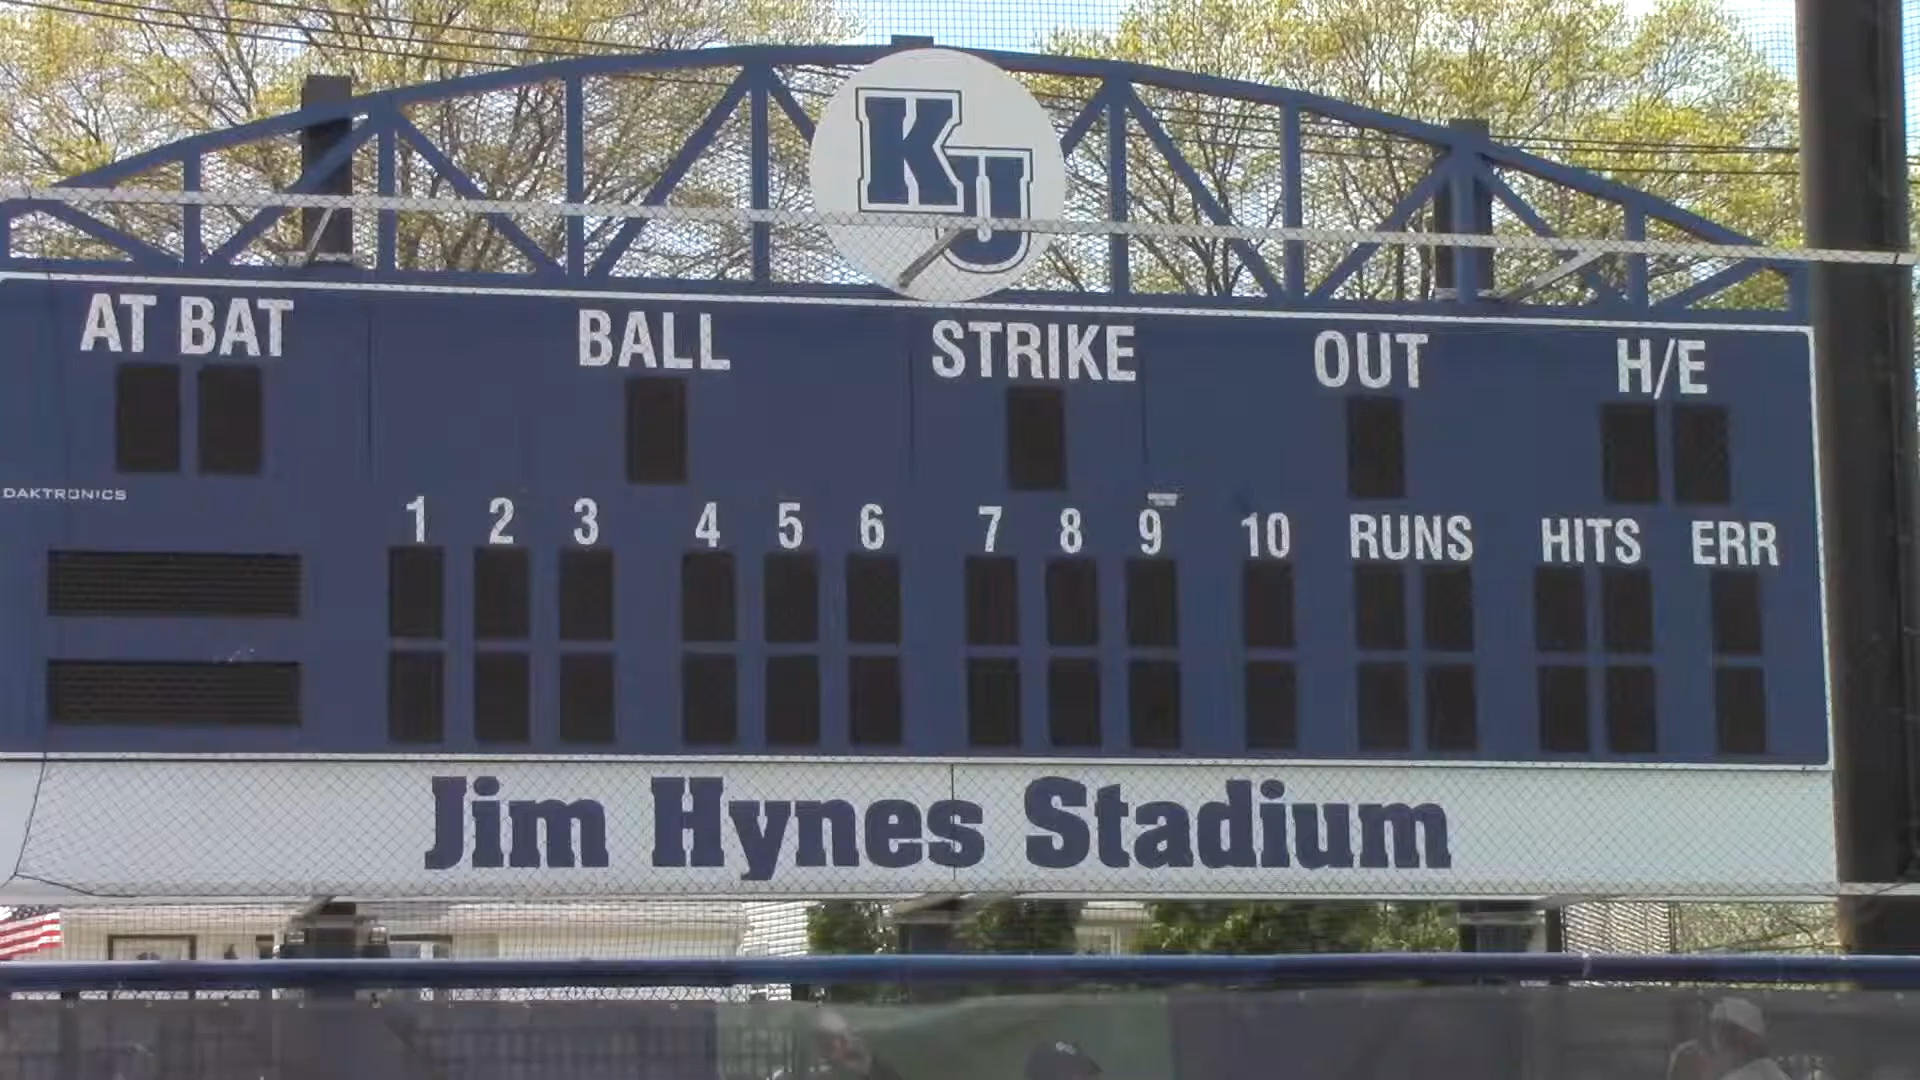 KJ
AT BAT BALL STRIKE OUT H/E
DAKTRONICS
1 2 3 4 5 6 7 8 9 10 RUNS HITS ERR
Jim Hynes Stadium